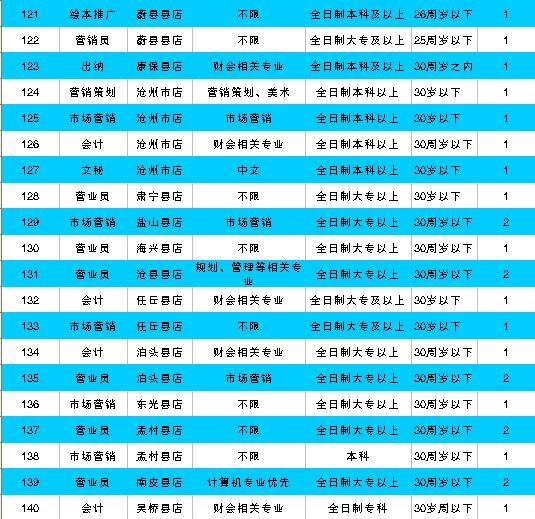 121 绘本推广 蔚县县店 不限 全日制本科及以上 26周岁以下 1
122 营销员 蔚县县店 不限 全日制大专及以上 25周岁以下 1
123 出纳 康保县店 财会相关专业 全日制本科及以上 30周岁之内 1
124 营销策划 沧州市店 营销策划、美术 全日制本科以上 30岁以下 1
125 市场营销 沧州市店 市场营销 全日制本科以上 30岁以下 1
126 会计 沧州市店 财会相关专业 全日制本科以上 30岁以下 1
127 文秘 沧州市店 中文 全日制本科以上 30岁以下 1
128 营业员 肃宁县店 不限 全日制大专以上 30周岁以下 1
129 市场营销 盐山县店 市场营销 全日制大专以上 30周岁以下 2
130 营业员 海兴县店 不限 全日制大专以上 30周岁以下 1
131 营业员 沧县县店 规划、管理等相关专业 全日制大专以上 30周岁以下 2
132 会计 任丘县店 财会相关专业 全日制大专及以上 30岁以下 1
133 市场营销 任丘县店 不限 全日制大专及以上 30岁以下 1
134 会计 泊头县店 财会相关专业 全日制大专以上 30周岁以下 1
135 营业员 泊头县店 市场营销 全日制大专以上 30周岁以下 2
136 市场营销 东光县店 不限 全日制大专以上 30周岁以下 1
137 营业员 孟村县店 不限 全日制大专以上 30周岁以下 2
138 市场营销 孟村县店 不限 本科 30周岁以下 1
139 营业员 南皮县店 计算机专业优先 全日制大专以上 30周岁以下 2
140 会计 吴桥县店 财会相关专业 全日制专科 30岁周以下 1